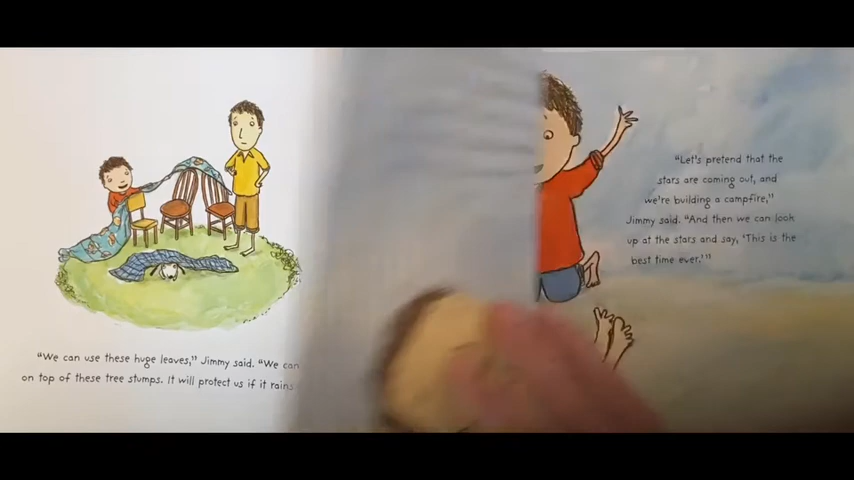 "We can use these huge leaves," Jimmy said. "We can
on top of these tree stumps. It will protect us if it rains
"Let's pretend that the
stars are coming out, and
we're building a campfire,"
Jimmy said. "And then we can look
up at the stars and say, 'This is the
best time ever.'"